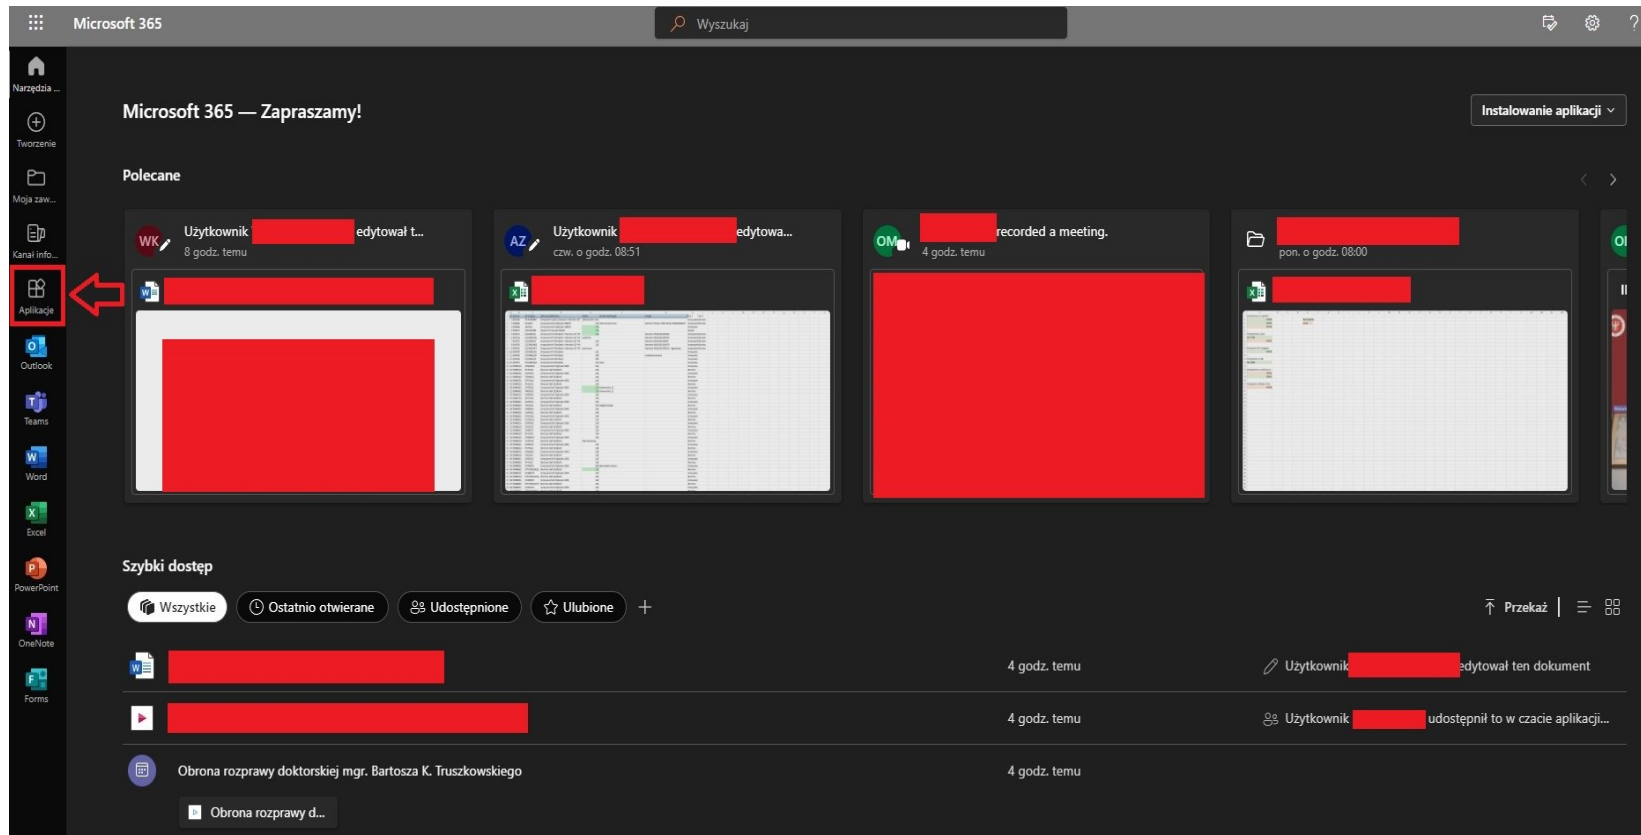 Microsoft 365
Wyszukaj
Narzędzia ...
Tworzenie
Moja zaw...
Kanał info...
Aplikacje
Outlook
Teams
Word
Excel
PowerPoint
OneNote
Forms
Microsoft 365 — Zapraszamy!
Instalowanie aplikacji
Polecane
WK
Użytkownik edytował t...
8 godz. temu
AZ
Użytkownik edytowa...
czw. o godz. 08:51
OM
recorded a meeting.
4 godz. temu
pon. o godz. 08:00
Szybki dostęp
Wszystkie
Ostatnio otwierane
Udostępnione
Ulubione
Przekaż
4 godz. temu
Użytkownik edytował ten dokument
4 godz. temu
Użytkownik udostępnił to w czacie aplikacji...
Obrona rozprawy doktorskiej mgr. Bartosza K. Truszkowskiego
4 godz. temu
Obrona rozprawy d...